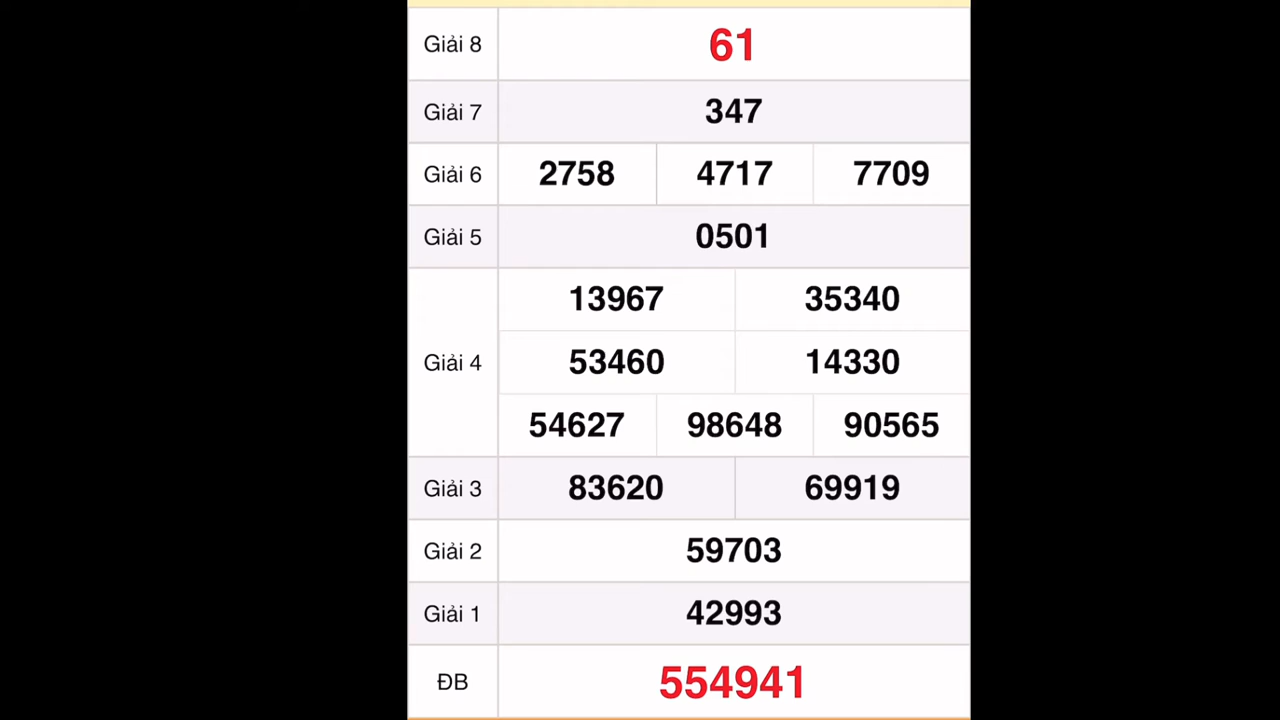 Giải 8 61
Giải 7 347
Giải 6 2758 4717 7709
Giải 5 0501
13967 35340
Giải 4 53460 14330
54627 98648 90565
Giải 3 83620 69919
Giải 2 59703
Giải 1 42993
ĐB 554941